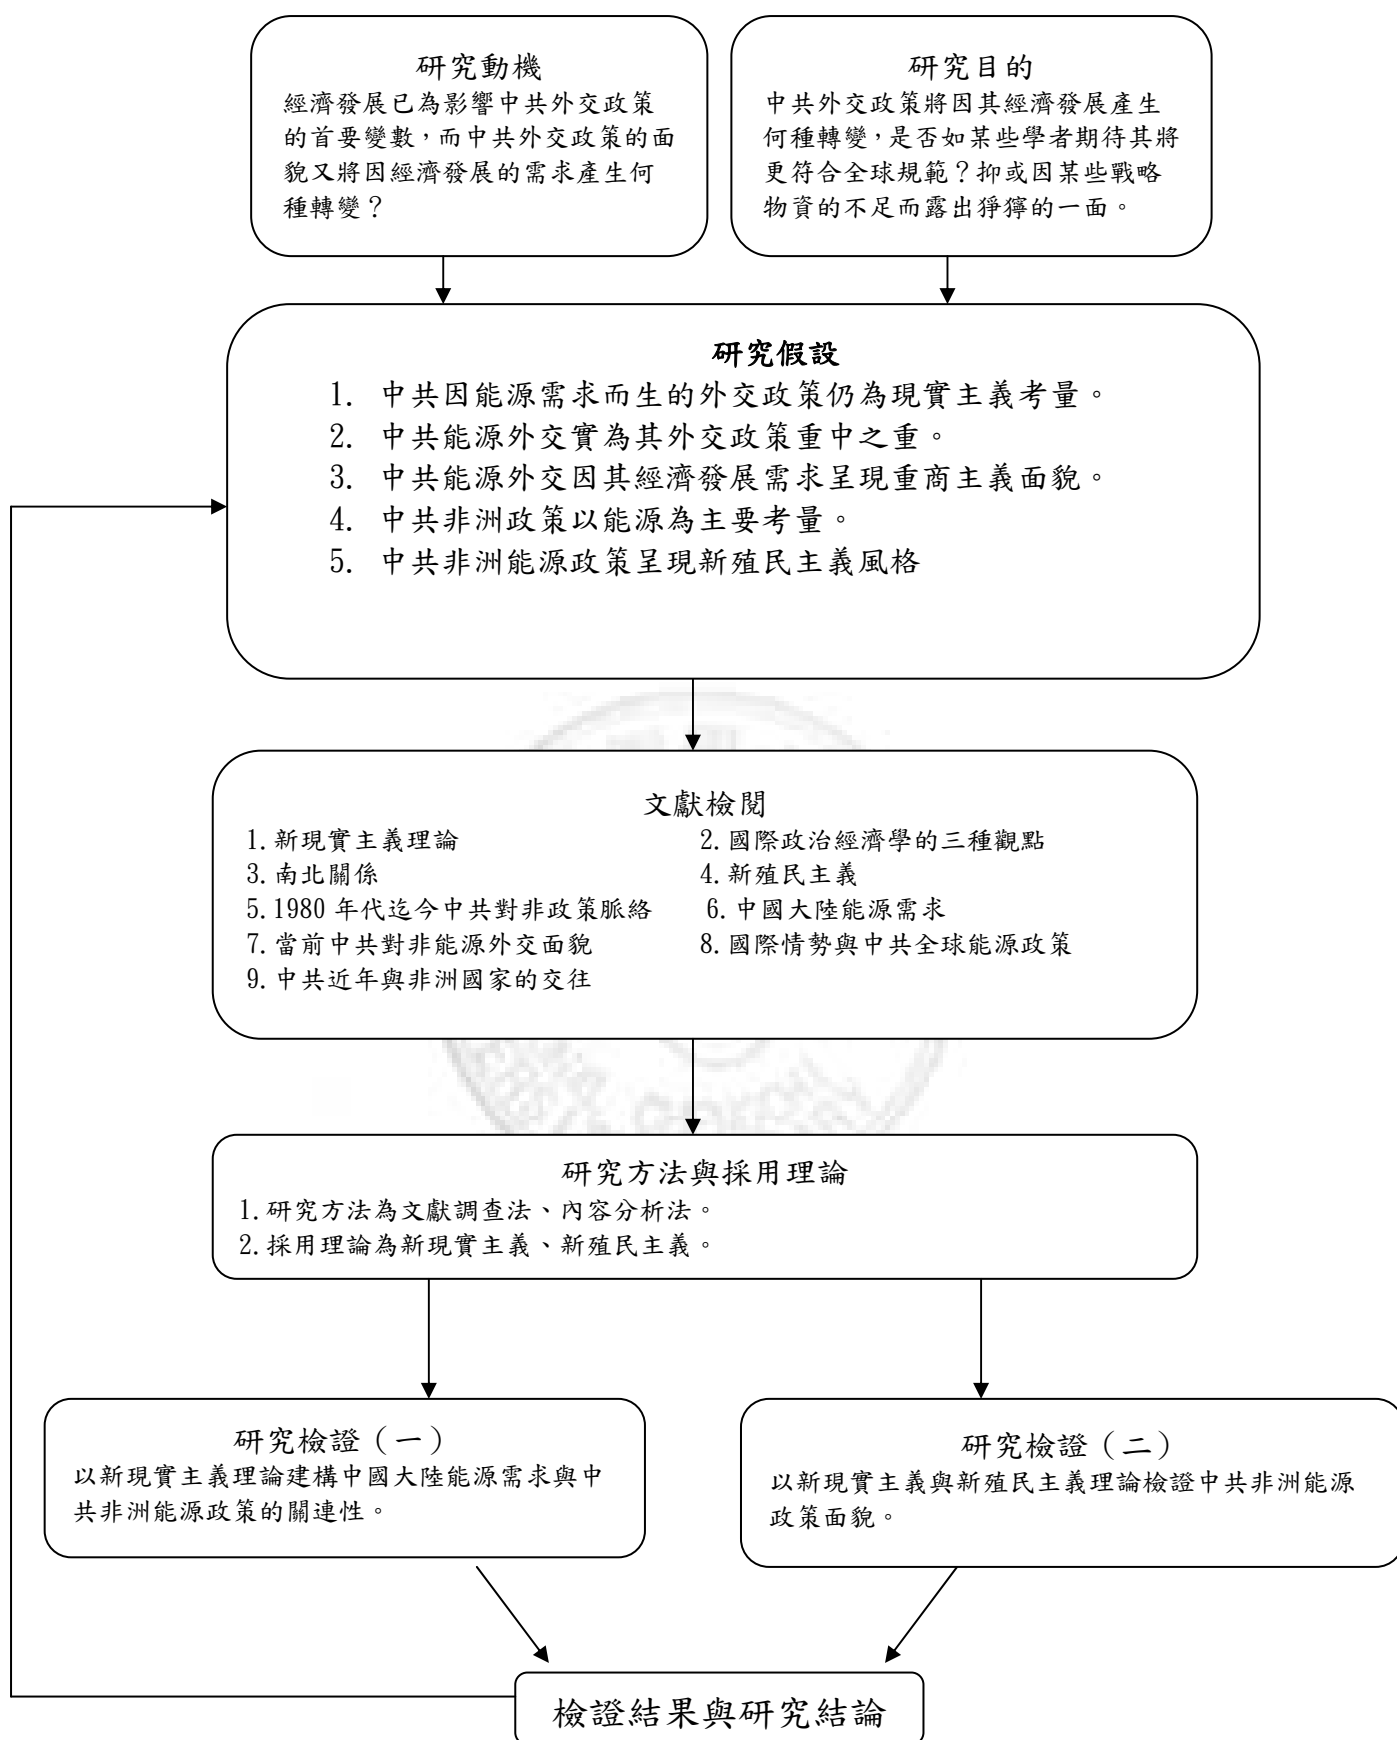 研究動機
經濟發展已為影響中共外交政策
的首要變數，而中共外交政策的面
貌又將因經濟發展的需求產生何
種轉變？
研究目的
中共外交政策將因其經濟發展產生
何種轉變，是否如某些學者期待其將
更符合全球規範？抑或因某些戰略
物資的不足而露出猙獰的一面。
研究假設
1. 中共因能源需求而生的外交政策仍為現實主義考量。
2. 中共能源外交實為其外交政策重中之重。
3. 中共能源外交因其經濟發展需求呈現重商主義面貌。
4. 中共非洲政策以能源為主要考量。
5. 中共非洲能源政策呈現新殖民主義風格
文獻檢閱
1.新現實主義理論 2.國際政治經濟學的三種觀點
3.南北關係 4.新殖民主義
5.1980 年代迄今中共對非政策脈絡 6.中國大陸能源需求
7.當前中共對非能源外交面貌 8.國際情勢與中共全球能源政策
9.中共近年與非洲國家的交往
研究方法與採用理論
1.研究方法為文獻調查法、內容分析法。
2.採用理論為新現實主義、新殖民主義。
研究檢證（一）
以新現實主義理論建構中國大陸能源需求與中
共非洲能源政策的關連性。
研究檢證（二）
以新現實主義與新殖民主義理論檢證中共非洲能源
政策面貌。
檢證結果與研究結論